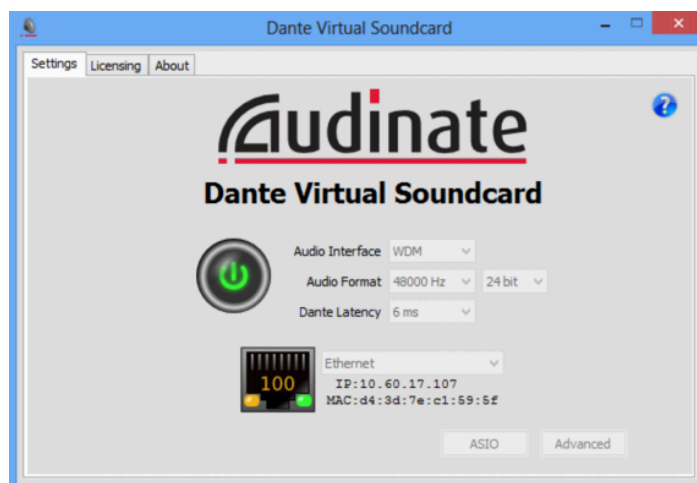 Dante Virtual Soundcard
Settings Licensing About
Audinate
Dante Virtual Soundcard
Audio Interface WDM
Audio Format 48000 Hz 24 bit
Dante Latency 6 ms
Ethernet
100
IP:10.60.17.107
MAC:d4:3d:7e:c1:59:5f
ASIO Advanced